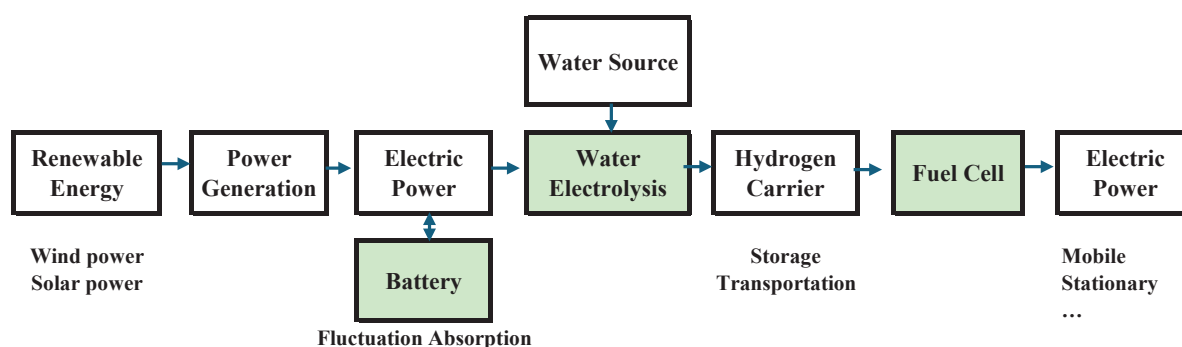 Water Source
Renewable
Energy
Power
Generation
Electric
Power
Water
Electrolysis
Hydrogen
Carrier
Fuel Cell
Electric
Power
Wind power
Solar power
Battery
Fluctuation Absorption
Storage
Transportation
Mobile
Stationary
…